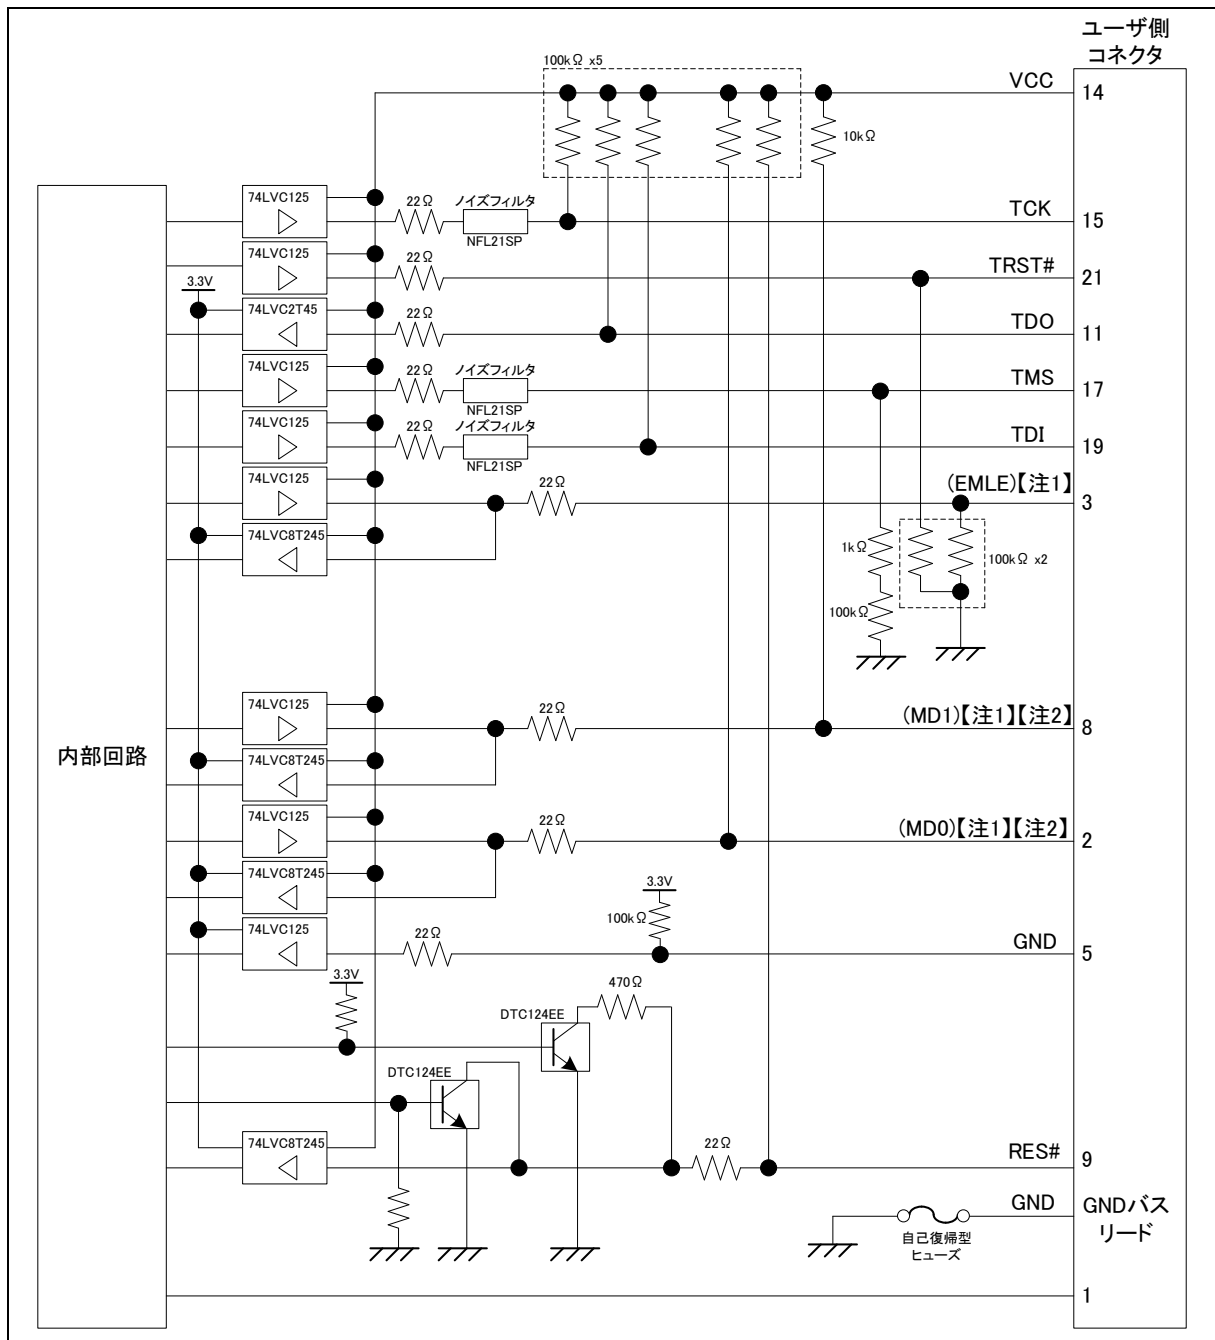 ユーザ側
コネクタ
100kΩ x5
VCC
14
10kΩ
74LVC125
22Ω
ノイズフィルタ
NFL21SP
TCK
15
74LVC125
22Ω
TRST#
21
3.3V
74LVC2T45
22Ω
TDO
11
74LVC125
22Ω
ノイズフィルタ
NFL21SP
TMS
17
74LVC125
22Ω
ノイズフィルタ
NFL21SP
TDI
19
74LVC125
22Ω
(EMLE)【注1】
3
74LVC8T245
1kΩ
100kΩ x2
100kΩ
内部回路
74LVC125
22Ω
(MD1)【注1】【注2】
8
74LVC8T245
74LVC125
22Ω
(MD0)【注1】【注2】
2
74LVC8T245
3.3V
100kΩ
74LVC125
22Ω
GND
5
3.3V
470Ω
DTC124EE
DTC124EE
74LVC8T245
22Ω
RES#
9
GND
GNDバス
リード
自己復帰型
ヒューズ
1